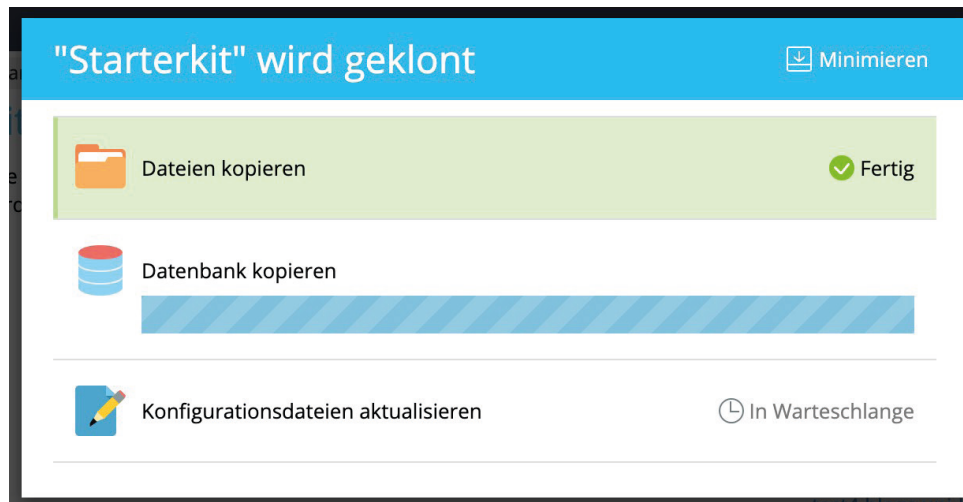 "Starterkit" wird geklont
Minimieren
Dateien kopieren
Fertig
Datenbank kopieren
Konfigurationsdateien aktualisieren
In Warteschlange